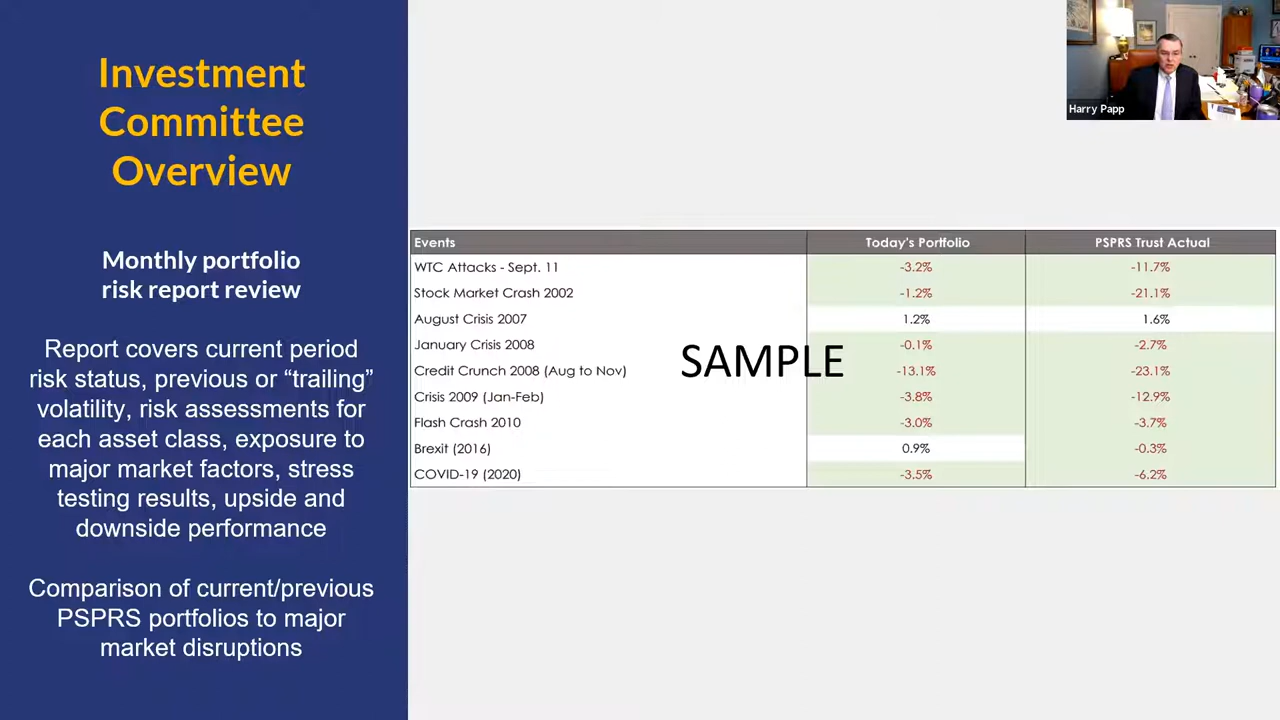 Investment
Committee
Overview
Monthly portfolio
risk report review
Report covers current period
risk status, previous or “trailing”
volatility, risk assessments for
each asset class, exposure to
major market factors, stress
testing results, upside and
downside performance
Comparison of current/previous
PSPRS portfolios to major
market disruptions
Harry Papp
Events Today's Portfolio PSPRS Trust Actual
WTC Attacks - Sept. 11 -3.2% -11.7%
Stock Market Crash 2002 -1.2% -21.1%
August Crisis 2007 1.2% 1.6%
January Crisis 2008 -0.1% -2.7%
SAMPLE
Credit Crunch 2008 (Aug to Nov) -13.1% -23.1%
Crisis 2009 (Jan-Feb) -3.8% -12.9%
Flash Crash 2010 -3.0% -3.7%
Brexit (2016) 0.9% -0.3%
COVID-19 (2020) -3.5% -6.2%